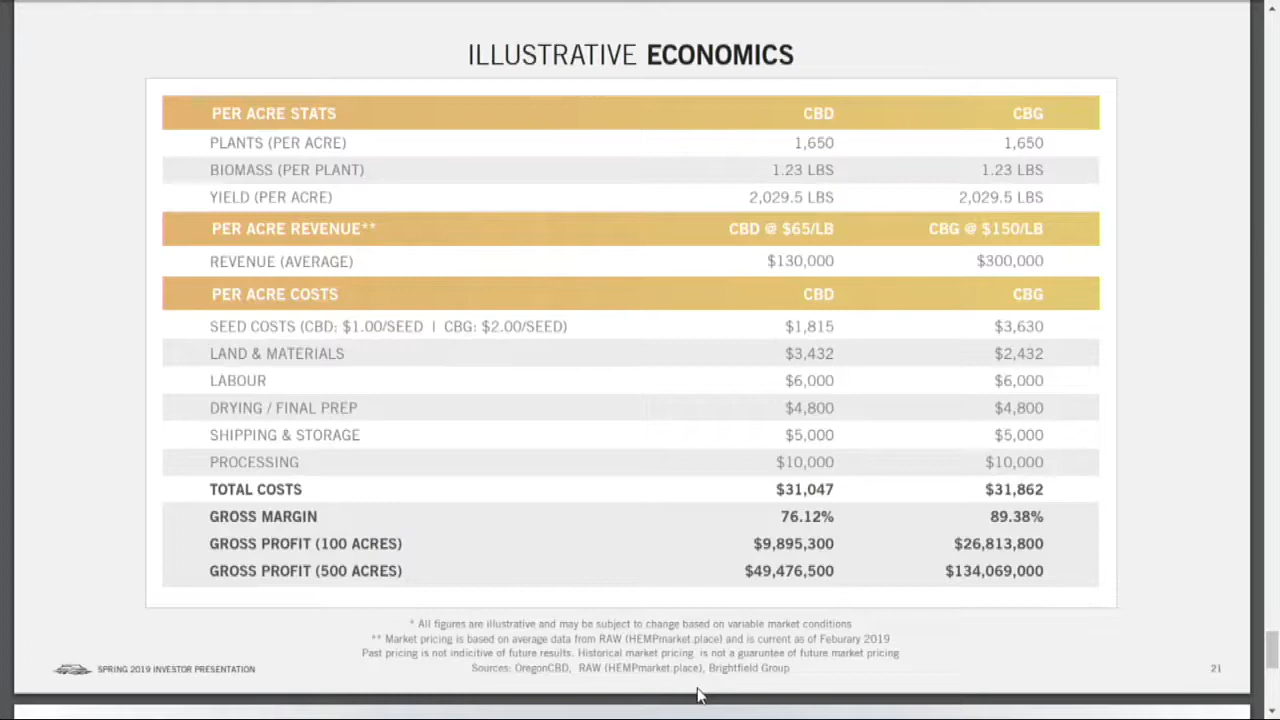 ILLUSTRATIVE ECONOMICS
PER ACRE STATS CBD CBG
PLANTS (PER ACRE) 1,650 1,650
BIOMASS (PER PLANT) 1.23 LBS 1.23 LBS
YIELD (PER ACRE) 2,029.5 LBS 2,029.5 LBS
PER ACRE REVENUE** CBD @ $65/LB CBG @ $150/LB
REVENUE (AVERAGE) $130,000 $300,000
PER ACRE COSTS CBD CBG
SEED COSTS (CBD: $1.00/SEED | CBG: $2.00/SEED) $1,815 $3,630
LAND & MATERIALS $3,432 $2,432
LABOUR $6,000 $6,000
DRYING / FINAL PREP $4,800 $4,800
SHIPPING & STORAGE $5,000 $5,000
PROCESSING $10,000 $10,000
TOTAL COSTS $31,047 $31,862
GROSS MARGIN 76.12% 89.38%
GROSS PROFIT (100 ACRES) $9,895,300 $26,813,800
GROSS PROFIT (500 ACRES) $49,476,500 $134,069,000
* All figures are illustrative and may be subject to change based on variable market conditions
** Market pricing is based on average data from RAW (HEMPmarket.place) and is current as of Feburary 2019
Past pricing is not indicitive of future results. Historical market pricing is not a guaruntee of future market pricing
Sources: OregonCBD, RAW (HEMPmarket.place), Brightfield Group
SPRING 2019 INVESTOR PRESENTATION
21